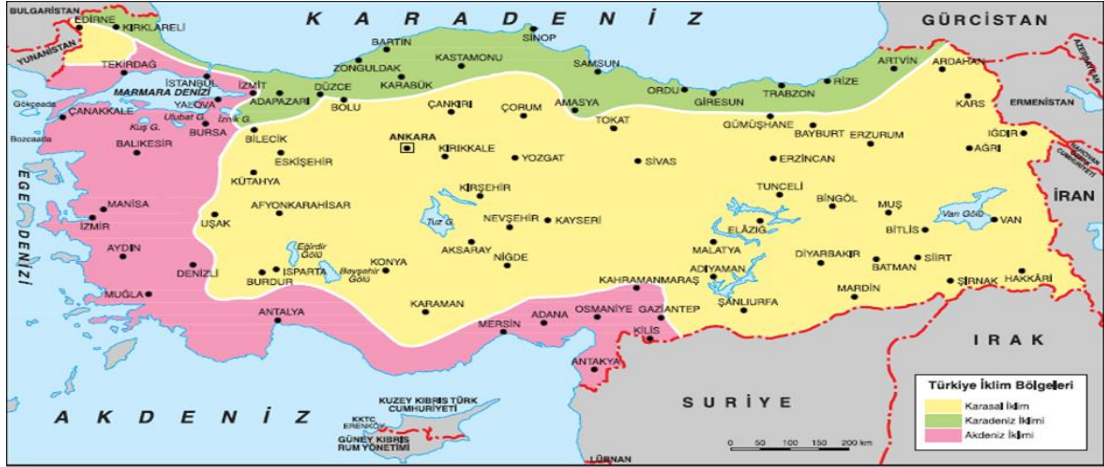 BULGARİSTAN
KARADENİZ
GÜRCİSTAN
EDİRNE
KIRKLARELİ
YUNANİSTAN
TEKİRDAĞ
İSTANBUL
MARMARA DENİZİ
YALOVA
İZMİT
ADAPAZARI
DÜZCE
BOLU
ZONGULDAK
BARTIN
KARABÜK
KASTAMONU
SİNOP
SAMSUN
ORDU
GİRESUN
TRABZON
RİZE
ARTVİN
ARDAHAN
AZERBAYCAN
Gökçeada
ÇANAKKALE
Kuş g.
Ulubat G.
İznik G.
BURSA
BİLECİK
ÇANKIRI
ÇORUM
AMASYA
TOKAT
GÜMÜŞHANE
BAYBURT
ERZURUM
KARS
ERMENİSTAN
IĞDIR
Bozcaada
BALIKESİR
ESKİŞEHİR
ANKARA
KIRIKKALE
YOZGAT
SİVAS
ERZİNCAN
AĞRI
NAHCIVAN
CUMHURİYETİ
KÜTAHYA
EGE DENİZİ
MANİSA
İZMİR
UŞAK
AFYONKARAHİSAR
Tuz G.
KIRŞEHİR
NEVŞEHİR
KAYSERİ
TUNCELİ
BİNGÖL
MUŞ
ELAZIĞ
BİTLİS
Van Gölü
VAN
İRAN
AYDIN
DENİZLİ
Eğirdir
Gölü
ISPARTA
BURDUR
Beyşehir
Gölü
KONYA
AKSARAY
NİĞDE
MALATYA
ADIYAMAN
DİYARBAKIR
BATMAN
SİİRT
ŞIRNAK
HAKKÂRİ
MARDİN
MUĞLA
ANTALYA
KARAMAN
MERSİN
ADANA
OSMANİYE
KAHRAMANMARAŞ
GAZİANTEP
KİLİS
ŞANLIURFA
ANTAKYA
AKDENİZ
KUZEY KIBRIS TÜRK
CUMHURİYETİ
KKTC
ERENKÖY
GÜNEY KIBRIS
RUM YÖNETİMİ
LÜBNAN
SURİYE
IRAK
0 50 100 150 200 km
Türkiye İklim Bölgeleri
Karasal İklim
Karadeniz İklimi
Akdeniz İklimi